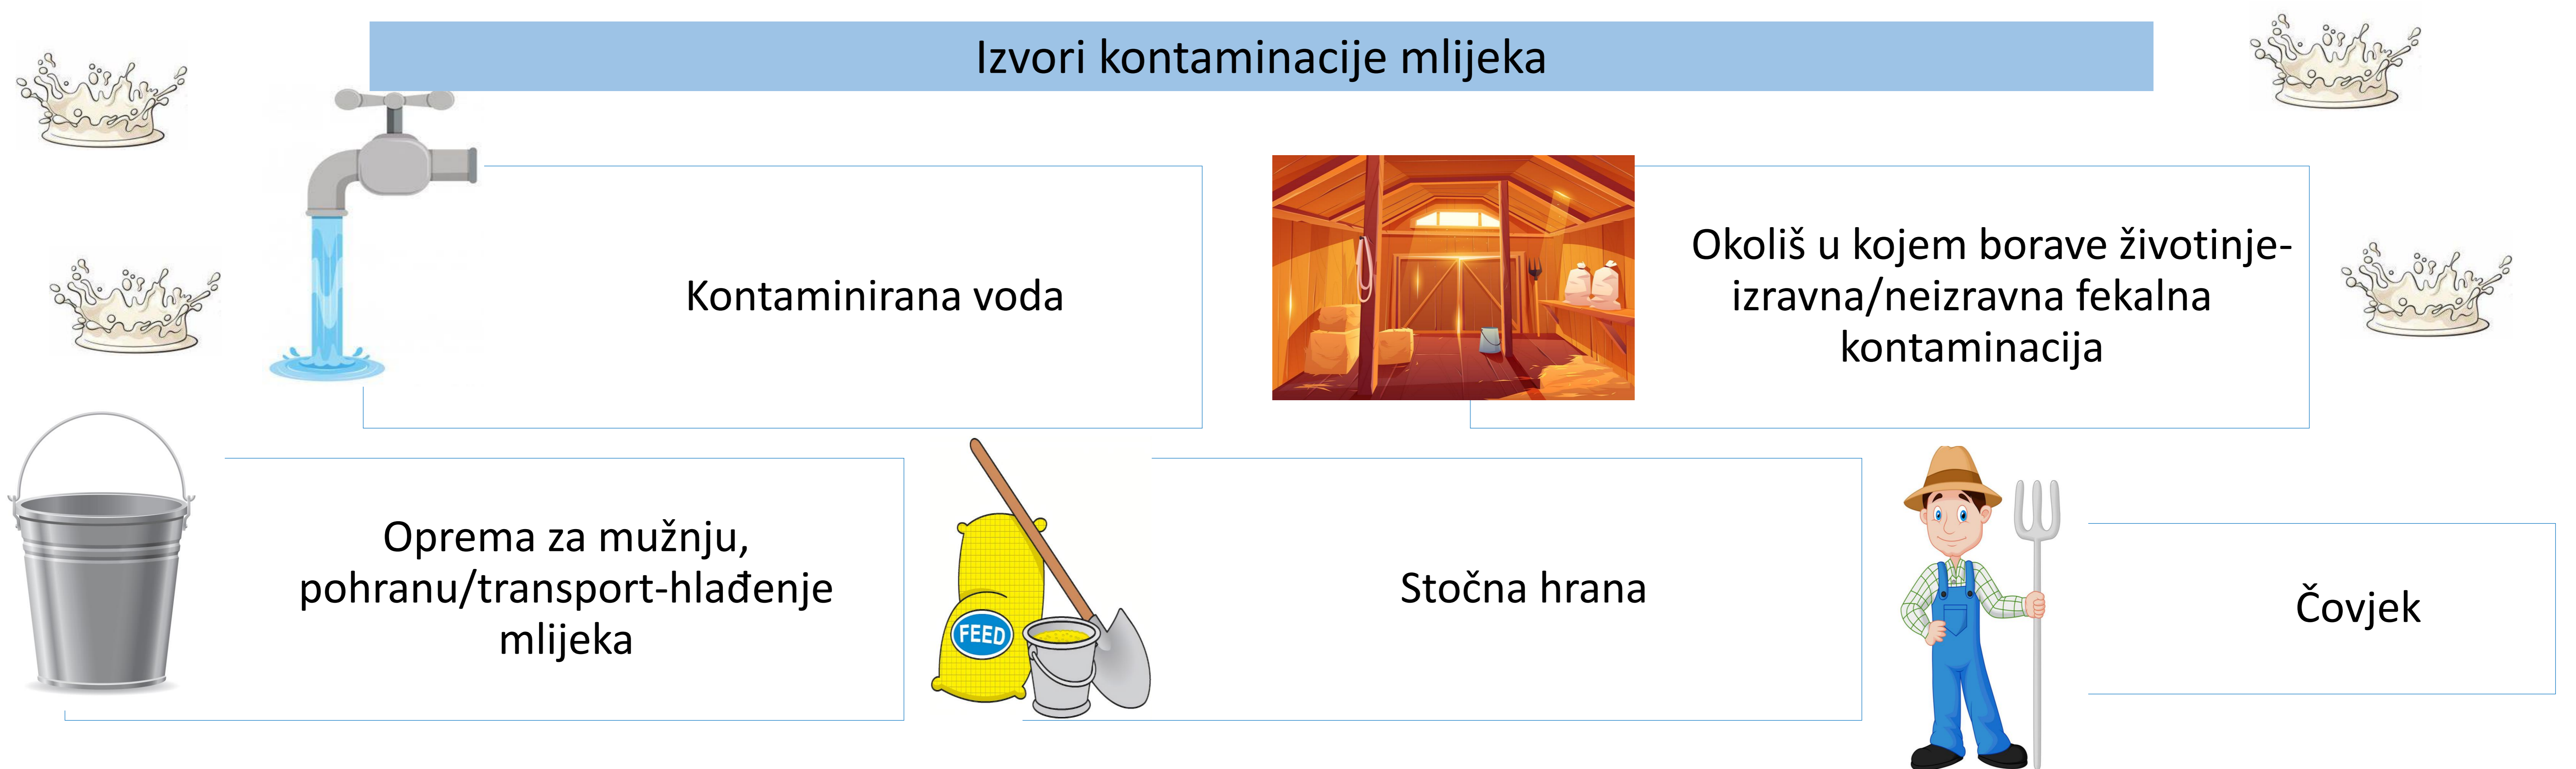 Izvori kontaminacije mlijeka
Kontaminirana voda
Okoliš u kojem borave životinje-
izravna/neizravna fekalna
kontaminacija
Oprema za mužnju,
pohranu/transport-hlađenje
mlijeka
FEED
Stočna hrana
Čovjek